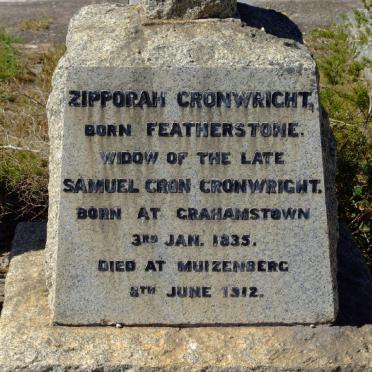 ZIPPORAH CRONWRIGHT,
BORN FEATHERSTONE.
WIDOW OF THE LATE
SAMUEL CRON CRONWRIGHT.
BORN AT GRAHAMSTOWN
3RD JAN. 1835.
DIED AT MUIZENBERG
8TH JUNE 1912.